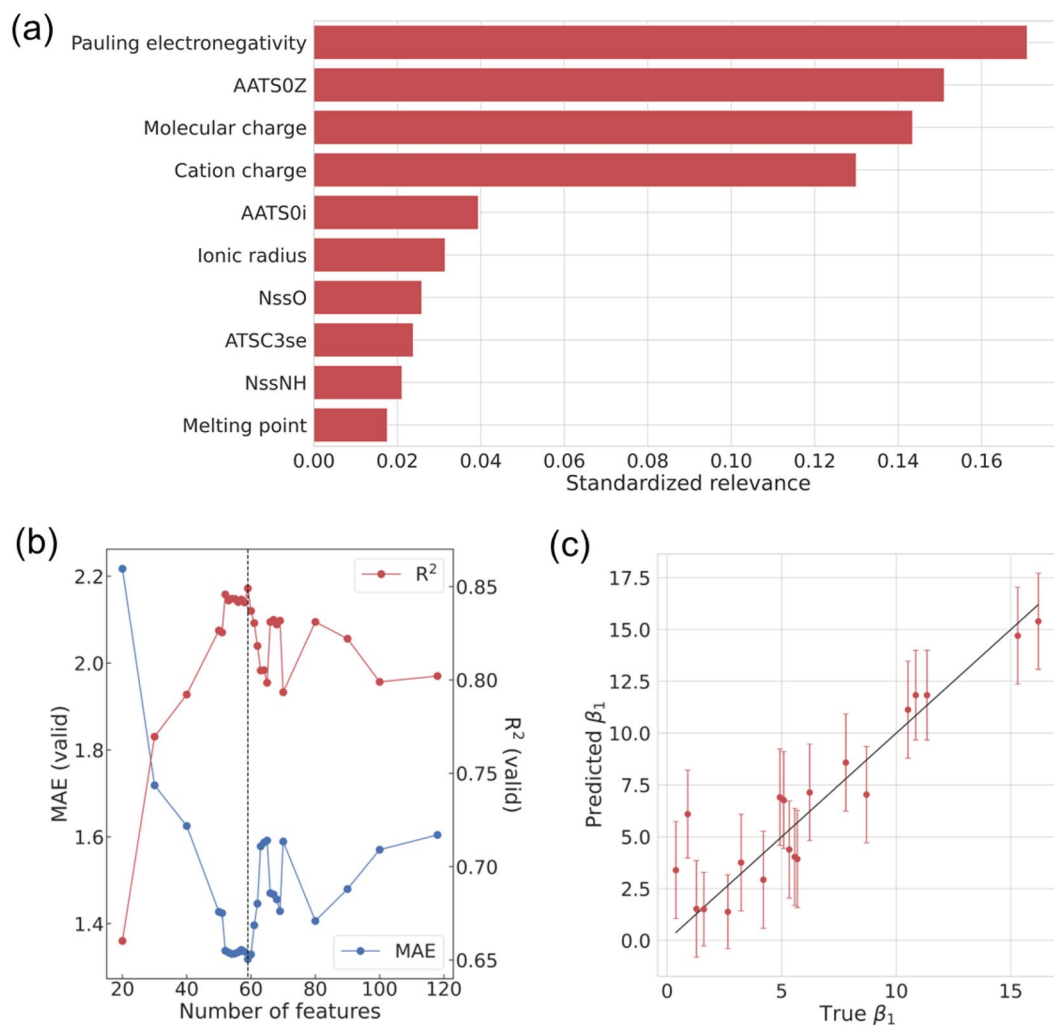 (a)
Pauling electronegativity
AATS0Z
Molecular charge
Cation charge
AATS0i
Ionic radius
NssO
ATSC3se
NssNH
Melting point
0.00 0.02 0.04 0.06 0.08 0.10 0.12 0.14 0.16
Standardized relevance
(b)
MAE (valid)
2.2
2.0
1.8
1.6
1.4
R²
MAE
0.85
0.80
0.75
0.70
0.65
R² (valid)
20 40 60 80 100 120
Number of features
(c)
Predicted β₁
17.5
15.0
12.5
10.0
7.5
5.0
2.5
0.0
0 5 10 15
True β₁